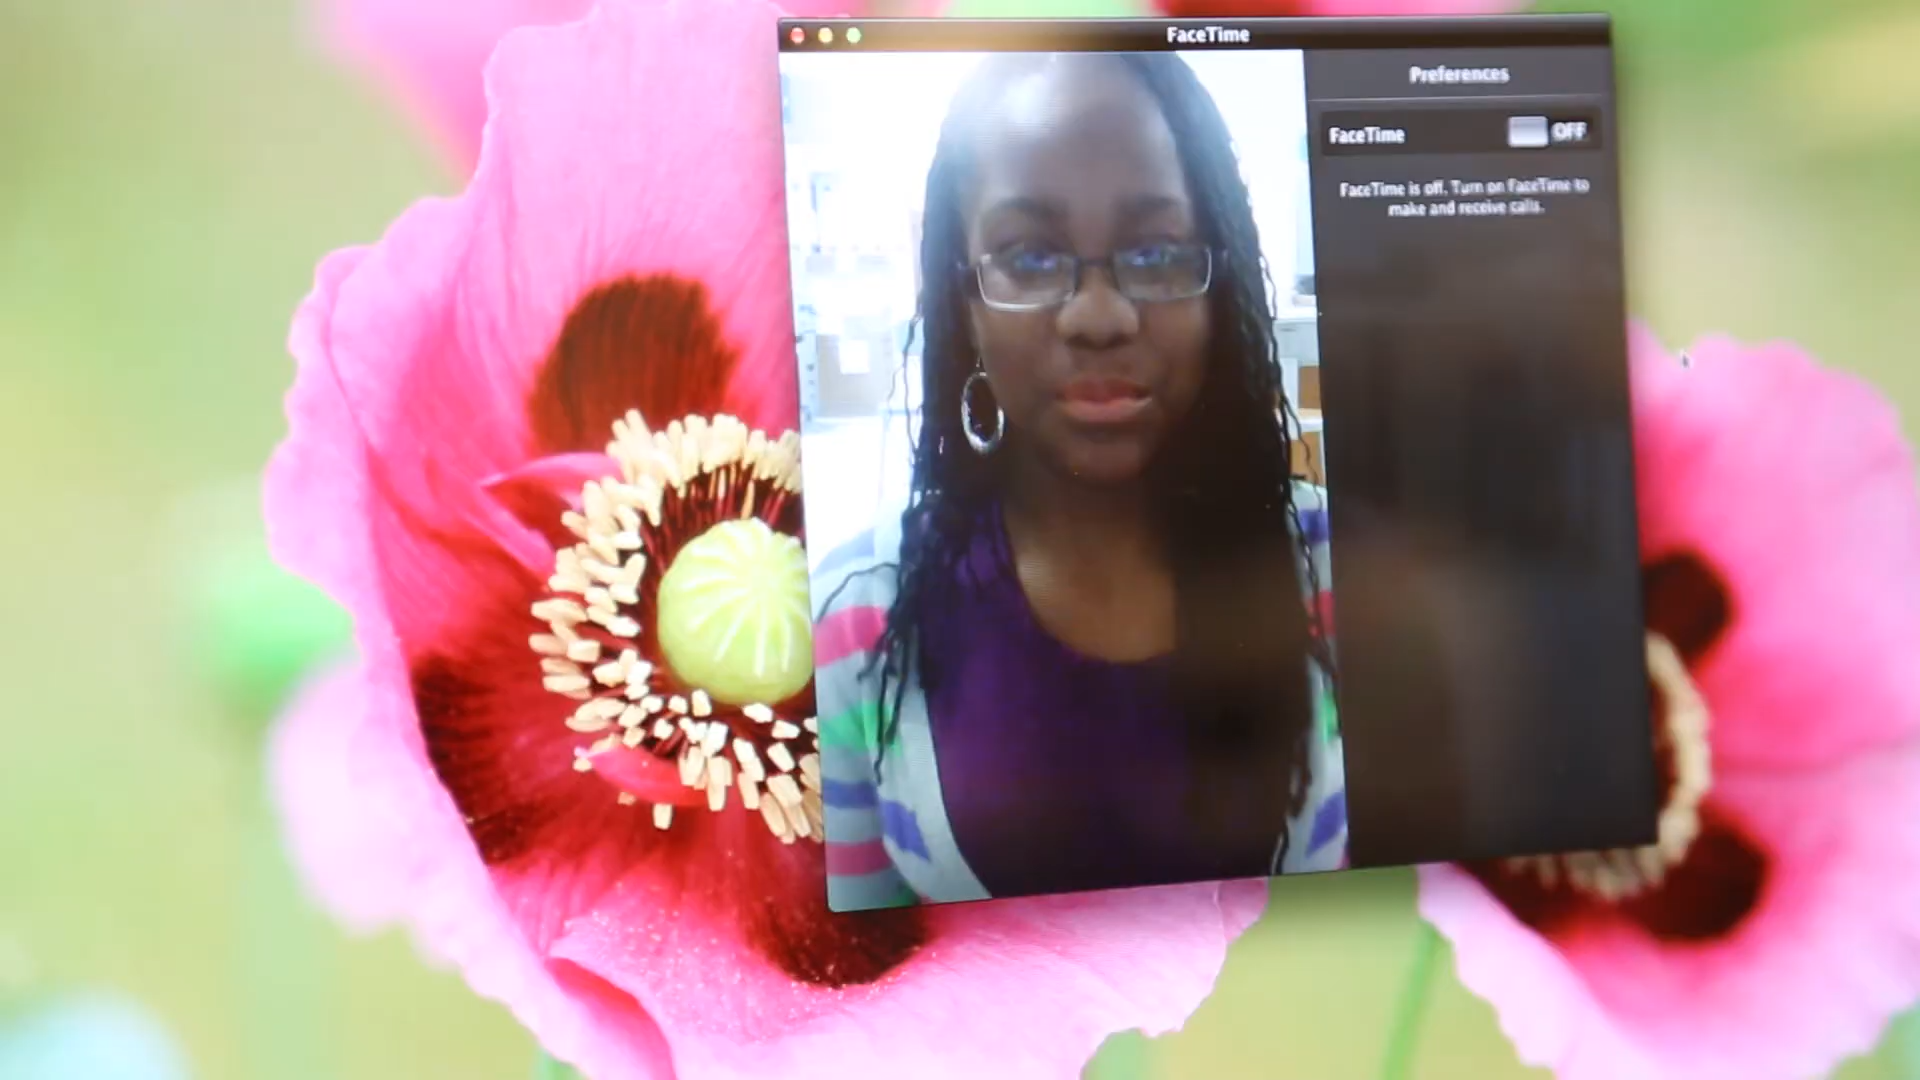 FaceTime
Preferences
FaceTime
OFF
FaceTime is off. Turn on FaceTime to
make and receive calls.